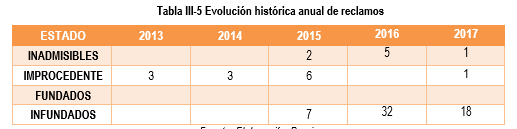 Tabla III-5 Evolución histórica anual de reclamos
ESTADO 2013 2014 2015 2016 2017
INADMISIBLES 2 5 1
IMPROCEDENTE 3 3 6 1
FUNDADOS
INFUNDADOS 7 32 18